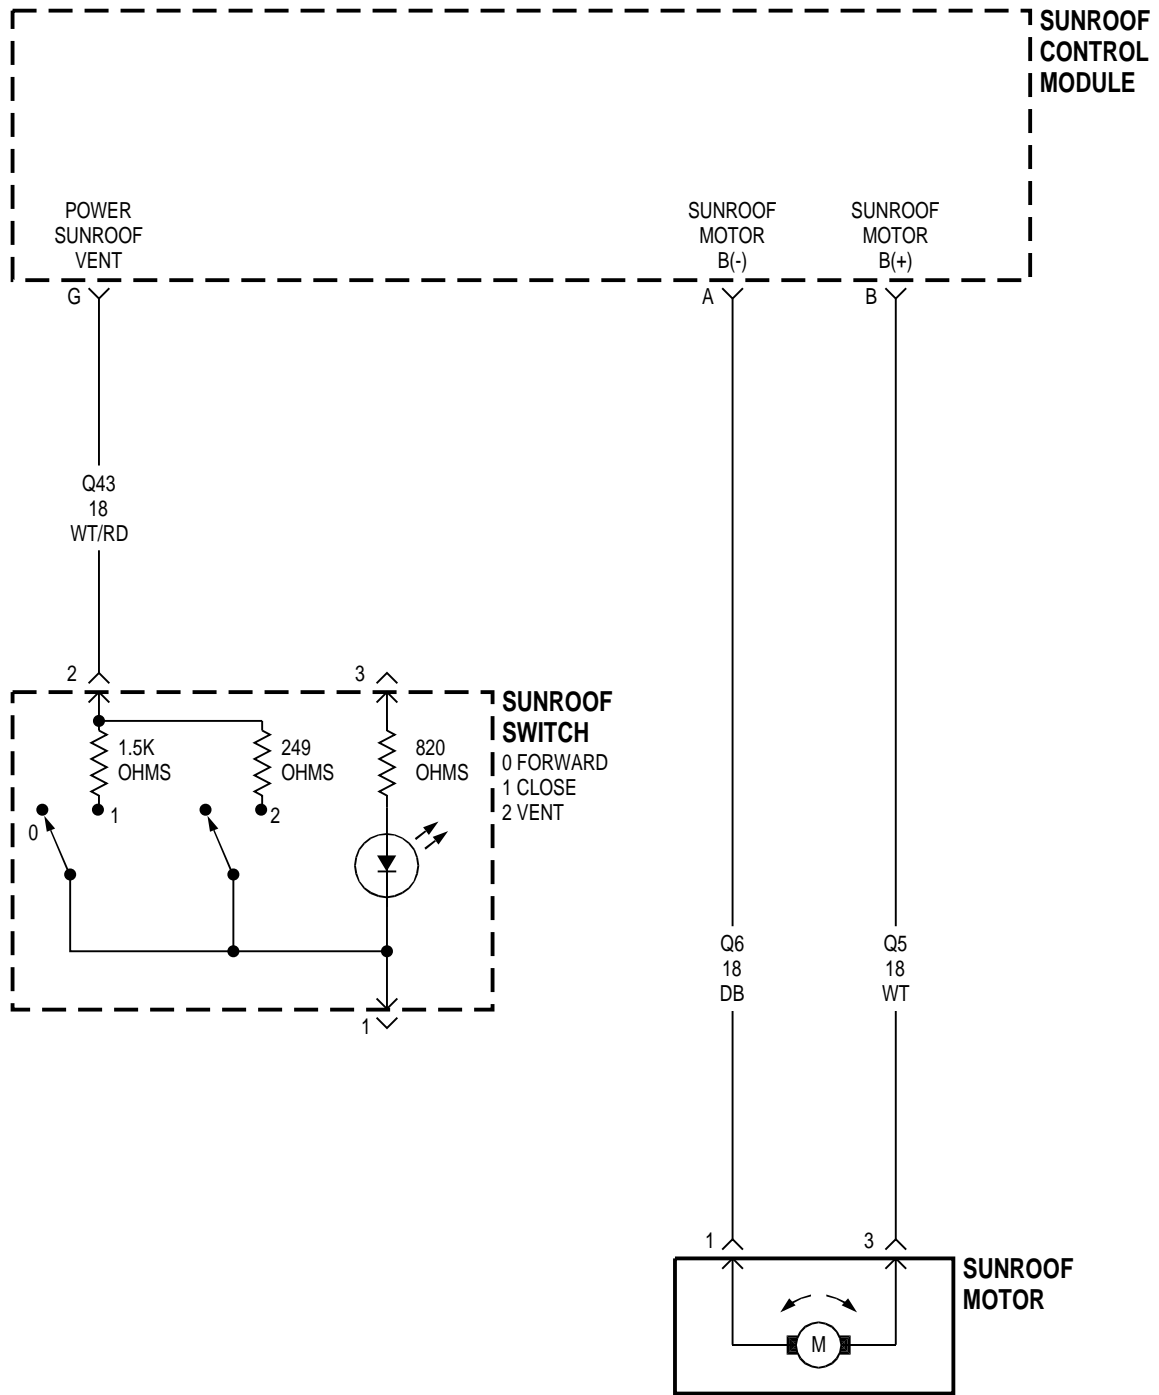 SUNROOF
CONTROL
MODULE
POWER
SUNROOF
VENT
SUNROOF
MOTOR
B(-)
SUNROOF
MOTOR
B(+)
G
A
B
Q43
18
WT/RD
2
3
SUNROOF
SWITCH
0 FORWARD
1 CLOSE
2 VENT
1.5K
OHMS
249
OHMS
820
OHMS
0
1
2
1
Q6
18
DB
Q5
18
WT
1
3
SUNROOF
MOTOR
M